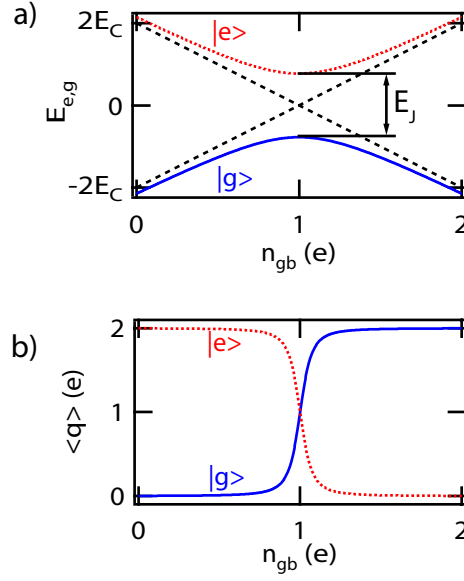 a)
2E_C
0
-2E_C
E_e,g
|e>
|g>
E_J
0
1
2
n_gb (e)
b)
2
1
0
<q> (e)
|e>
|g>
0
1
2
n_gb (e)